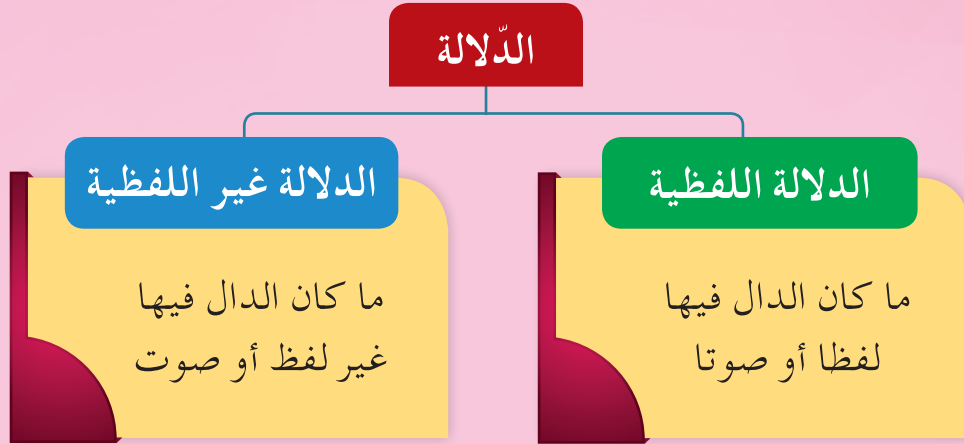 الدّلالة
الدلالة اللفظية
ما كان الدال فيها
لفظا أو صوتا
الدلالة غير اللفظية
ما كان الدال فيها
غير لفظ أو صوت